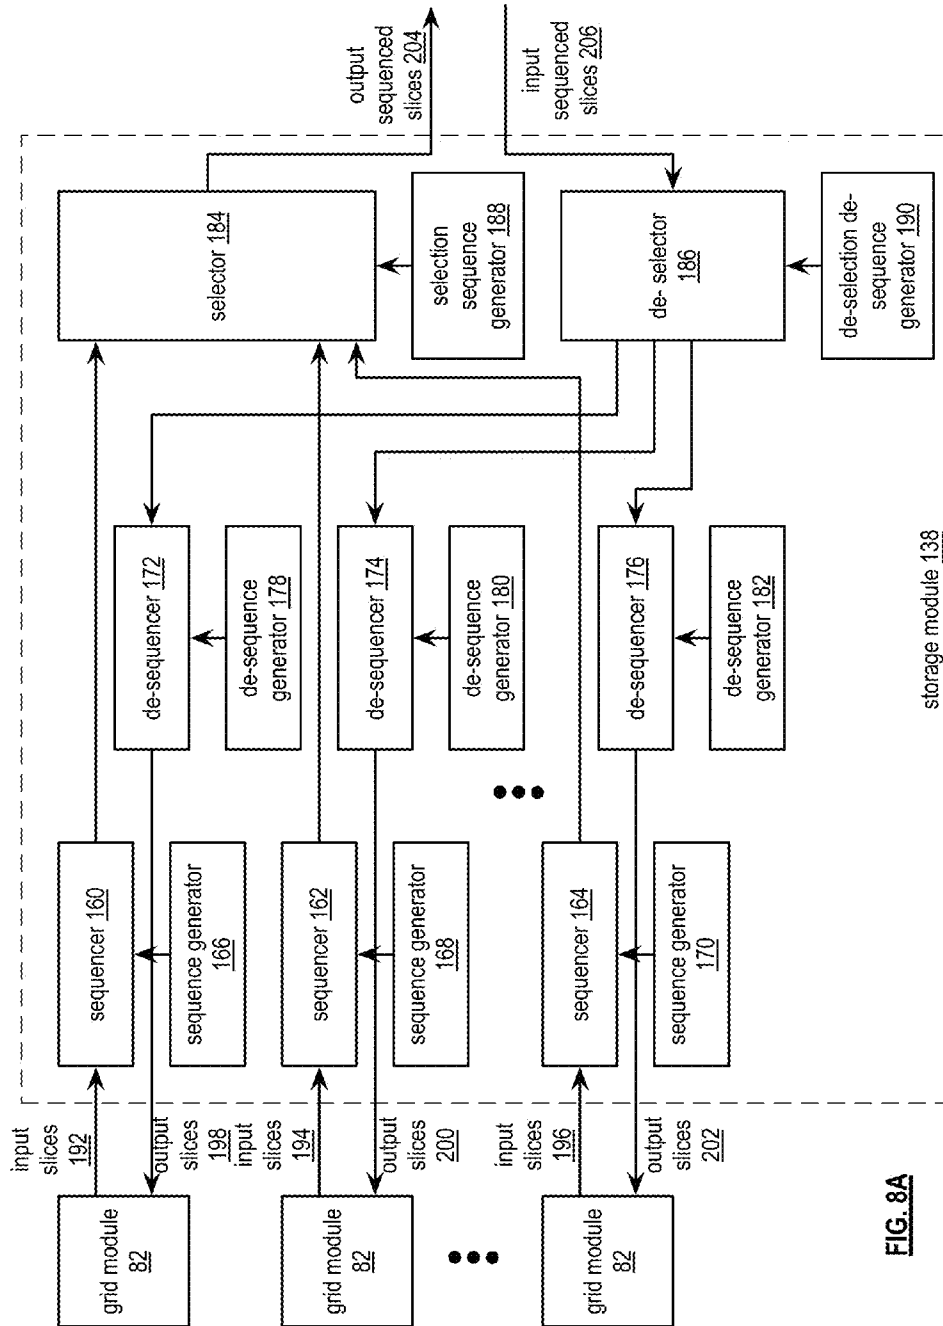 input
slices 192
grid module
82
output
slices
198
sequencer 160
sequence generator
166
de-sequencer 172
de-sequence
generator 178
selector 184
selection
sequence
generator 188
output
sequenced
slices 204
input
slices
194
grid module
82
output
slices
200
sequencer 162
sequence generator
168
de-sequencer 174
de-sequence
generator 180
input
sequenced
slices 206
de- selector
186
de-selection de-
sequence
generator 190
input
slices
196
grid module
82
output
slices
202
sequencer 164
sequence generator
170
de-sequencer 176
de-sequence
generator 182
storage module 138
FIG. 8A